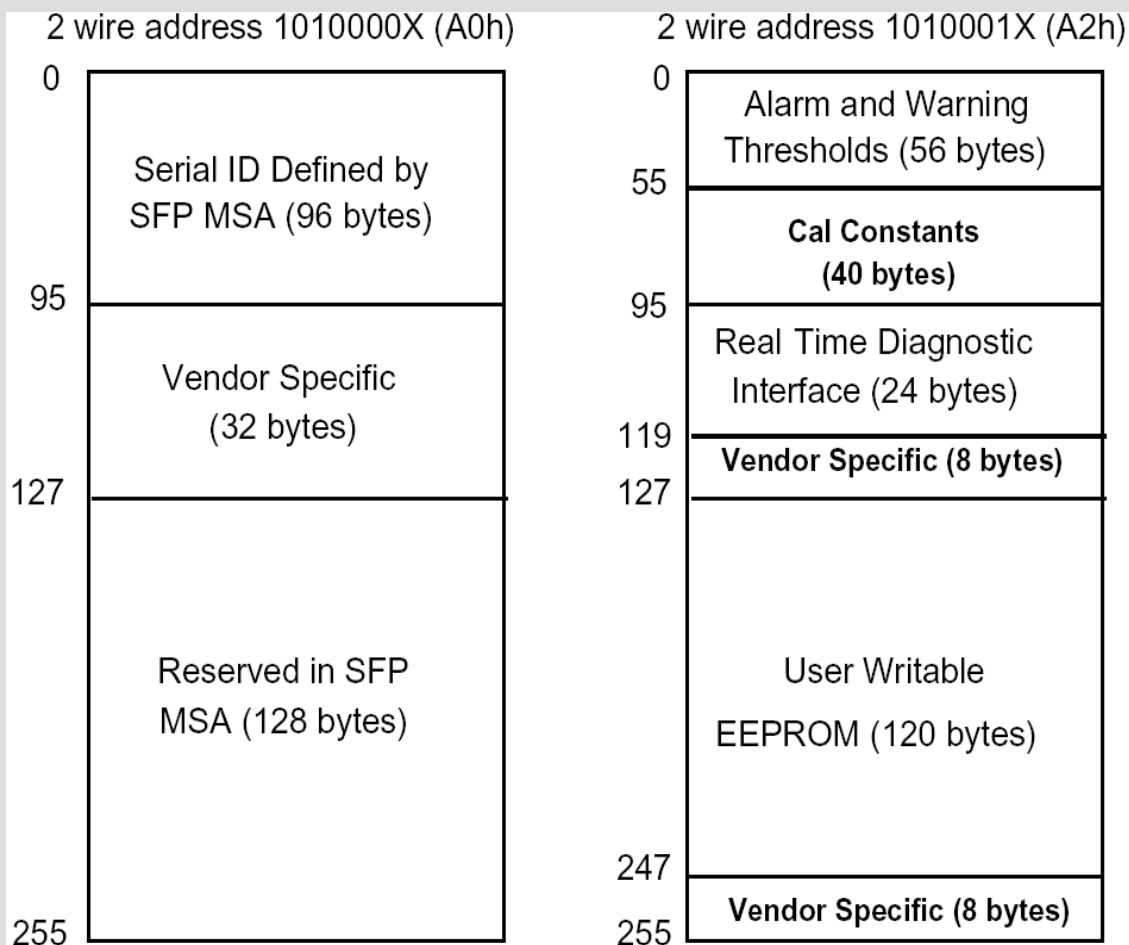 2 wire address 1010000X (A0h)
0
Serial ID Defined by
SFP MSA (96 bytes)
95
Vendor Specific
(32 bytes)
127
Reserved in SFP
MSA (128 bytes)
255
2 wire address 1010001X (A2h)
0
Alarm and Warning
Thresholds (56 bytes)
55
Cal Constants
(40 bytes)
95
Real Time Diagnostic
Interface (24 bytes)
119
Vendor Specific (8 bytes)
127
User Writable
EEPROM (120 bytes)
247
Vendor Specific (8 bytes)
255